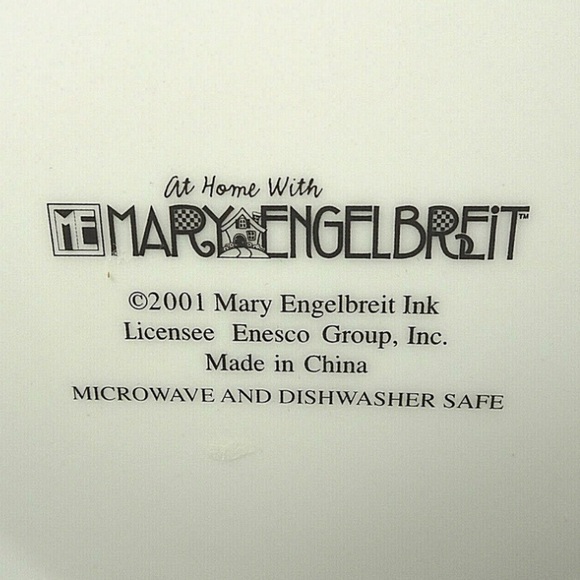 At Home With
ME MARY ENGELBREIT™
©2001 Mary Engelbreit Ink
Licensee Enesco Group, Inc.
Made in China
MICROWAVE AND DISHWASHER SAFE